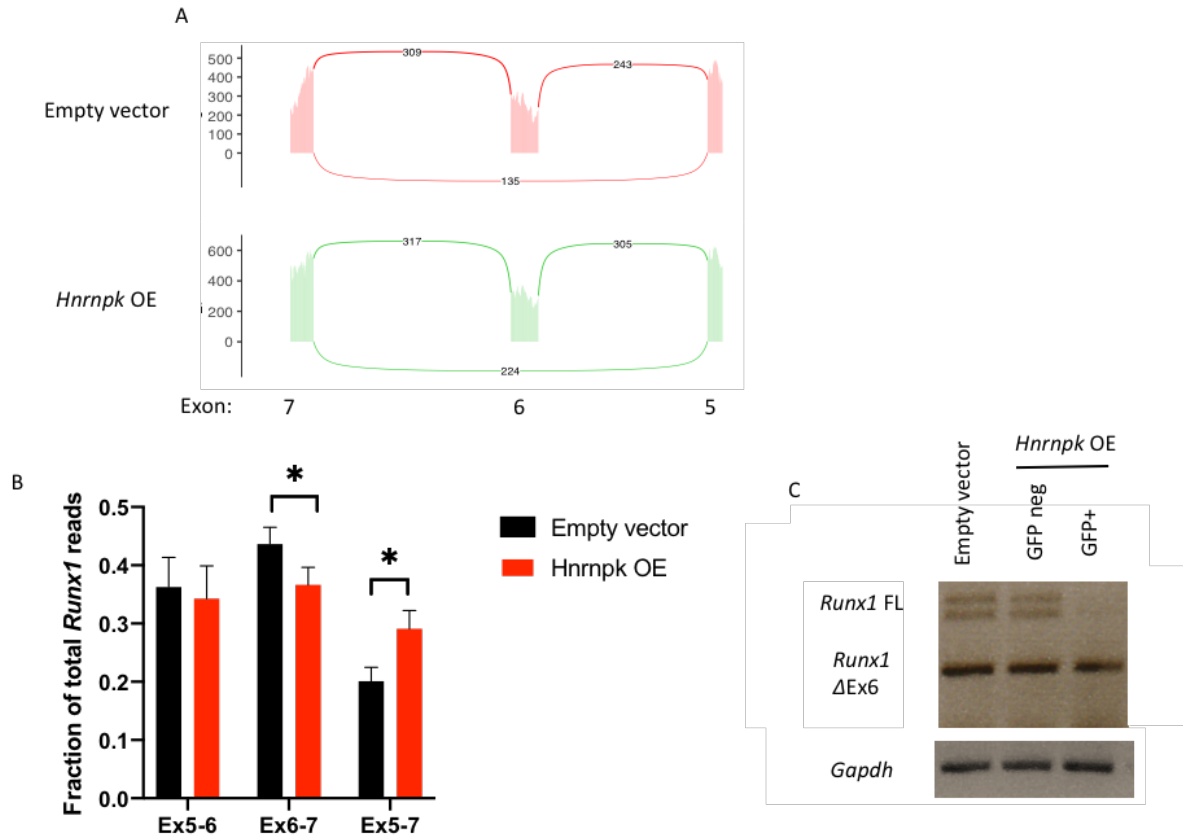 A
Empty vector
500
400
300
200
100
0
309
243
135
Hnrnpk OE
600
400
200
0
317
305
224
Exon: 7 6 5
B
Fraction of total Runx1 reads
0.5
0.4
0.3
0.2
0.1
0.0
*
*
Ex5-6 Ex6-7 Ex5-7
Empty vector
Hnrnpk OE
C
Empty vector
Hnrnpk OE
GFP neg
GFP+
Runx1 FL
Runx1
ΔEx6
Gapdh